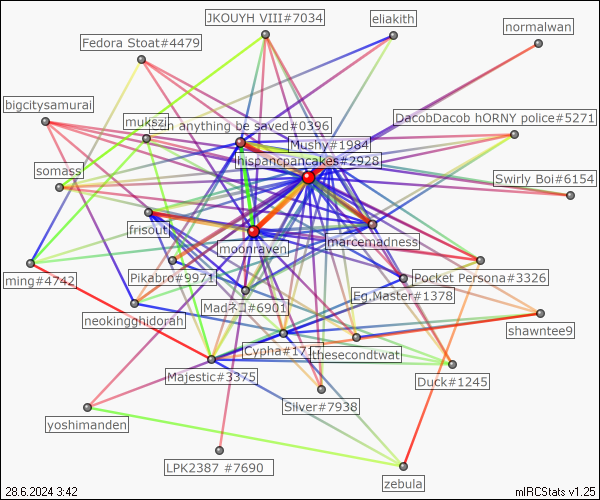 JKOUYH VIII#7034
eliakith
normalwan
Fedora Stoat#4479
bigcitysamurai
mukszi
anything be saved#0396
DacobDacob hORNY police#5271
Mushy#1984
hispancpancakes#2928
somass
Swirly Boi#6154
frisout
moonraven
marcemadness
ming#4742
Pikabro#9971
Pocket Persona#3326
Madネコ#6901
Eg.Master#1378
neokingghidorah
shawntee9
Cypha#171
thesecondtwat
Majestic#3375
Duck#1245
Silver#7938
yoshimanden
LPK2387 #7690
zebula
28.6.2024 3:42
mIRCStats v1.25